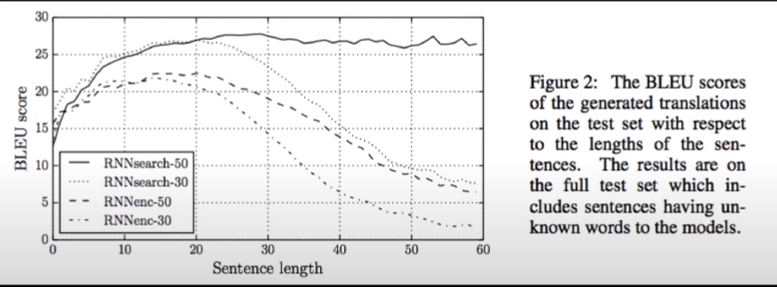 30
25
20
15
10
5
0
BLEU score
RNNsearch-50
RNNsearch-30
RNNenc-50
RNNenc-30
0 10 20 30 40 50 60
Sentence length
Figure 2: The BLEU scores
of the generated translations
on the test set with respect
to the lengths of the sen-
tences. The results are on
the full test set which in-
cludes sentences having un-
known words to the models.